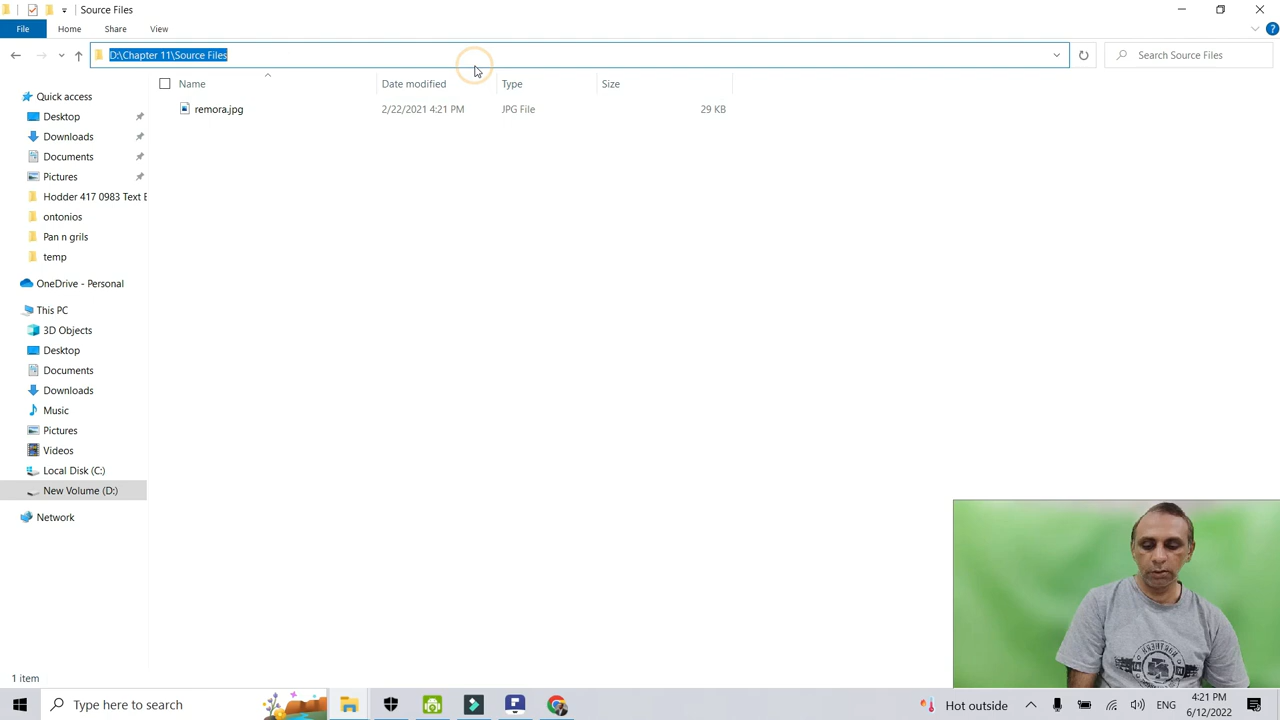 Source Files
File
Home
Share
View
D:\Chapter 11\Source Files
Search Source Files
Name
Date modified
Type
Size
remora.jpg
2/22/2021 4:21 PM
JPG File
29 KB
Quick access
Desktop
Downloads
Documents
Pictures
Hodder 417 0983 Text E
ontonios
Pan n grils
temp
OneDrive - Personal
This PC
3D Objects
Desktop
Documents
Downloads
Music
Pictures
Videos
Local Disk (C:)
New Volume (D:)
Network
1 item
Type here to search
Hot outside
ENG
4:21 PM
6/12/2022